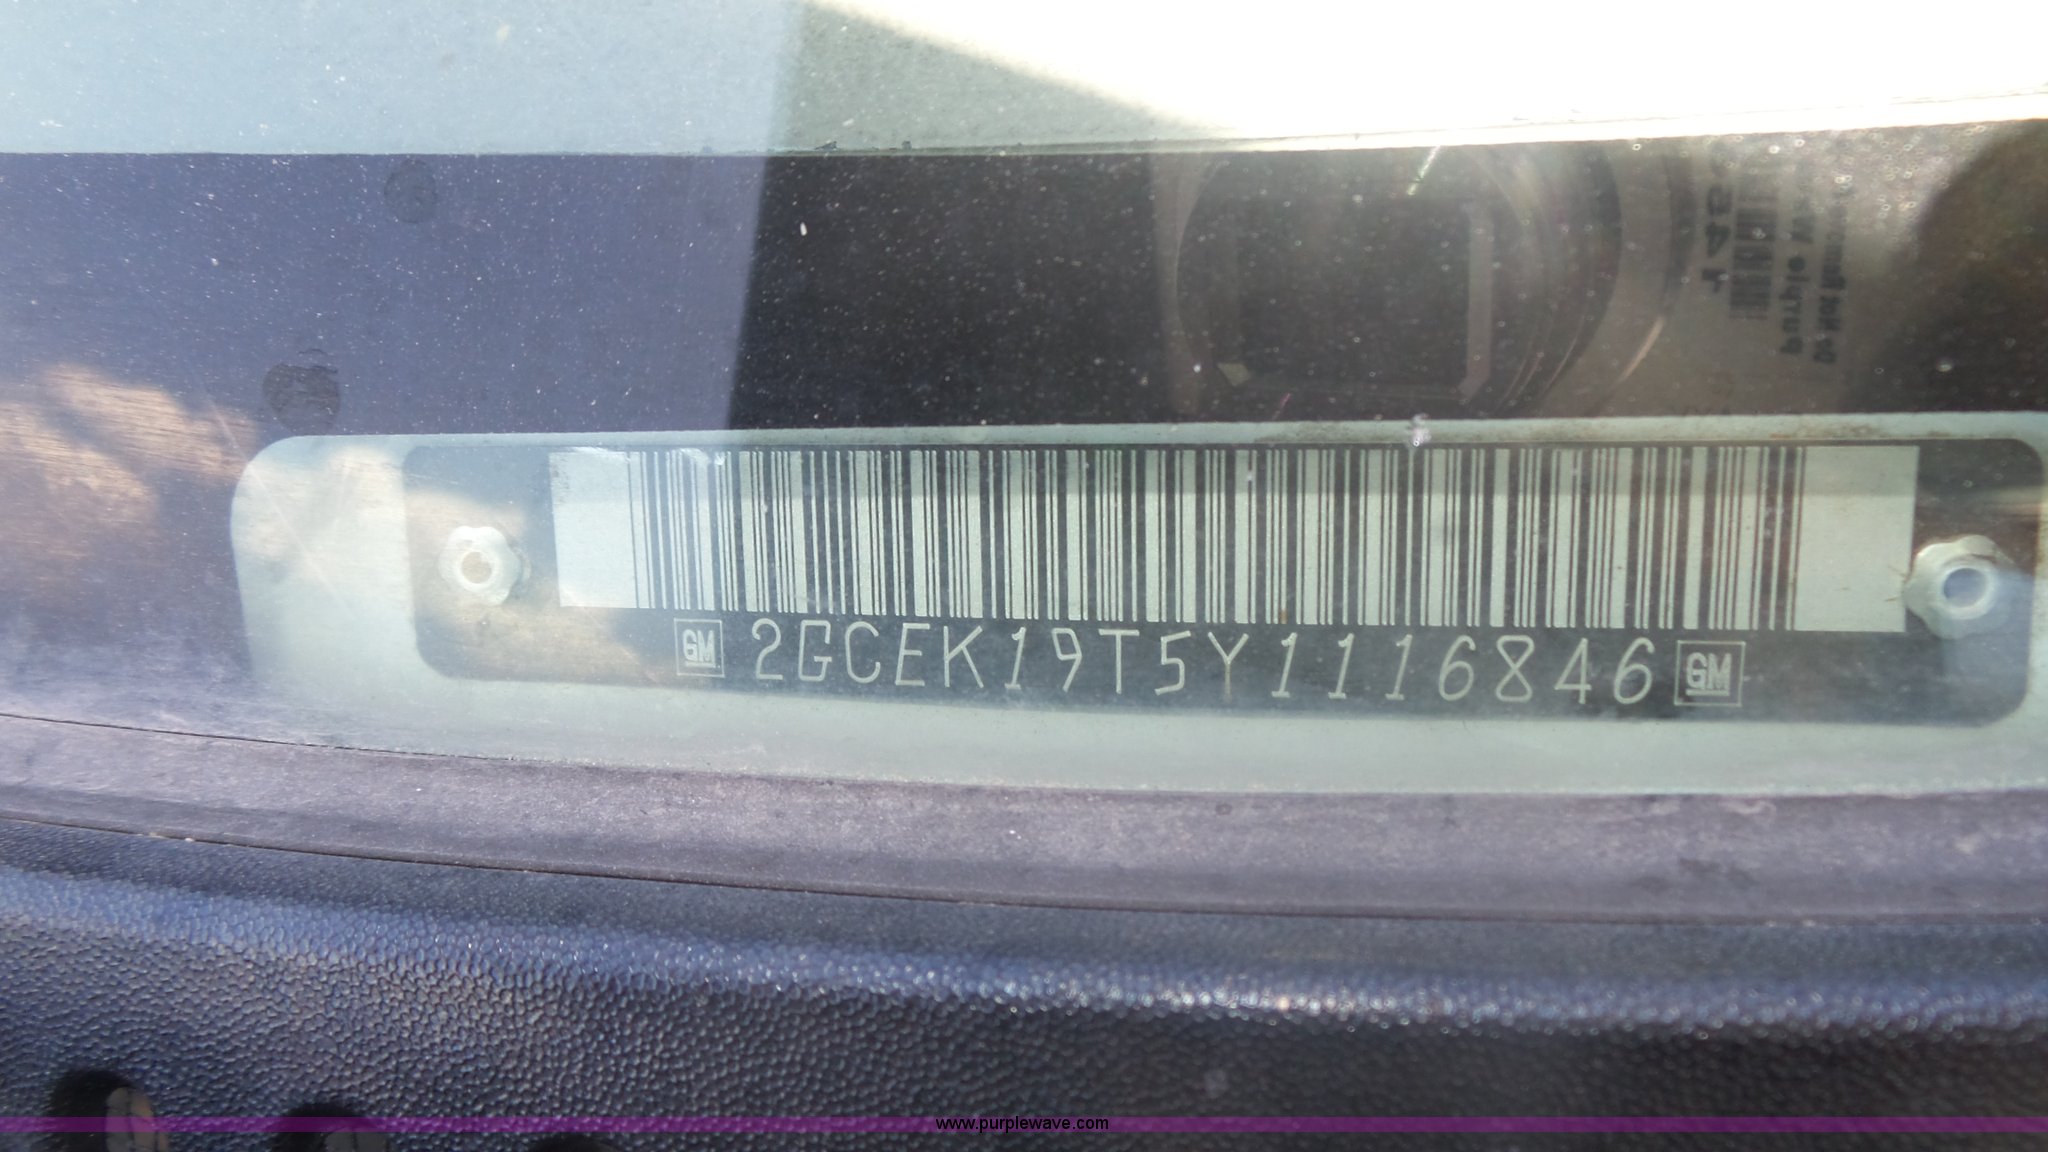 GM 2GCEK19T5Y1116846 GM
www.purplewave.com